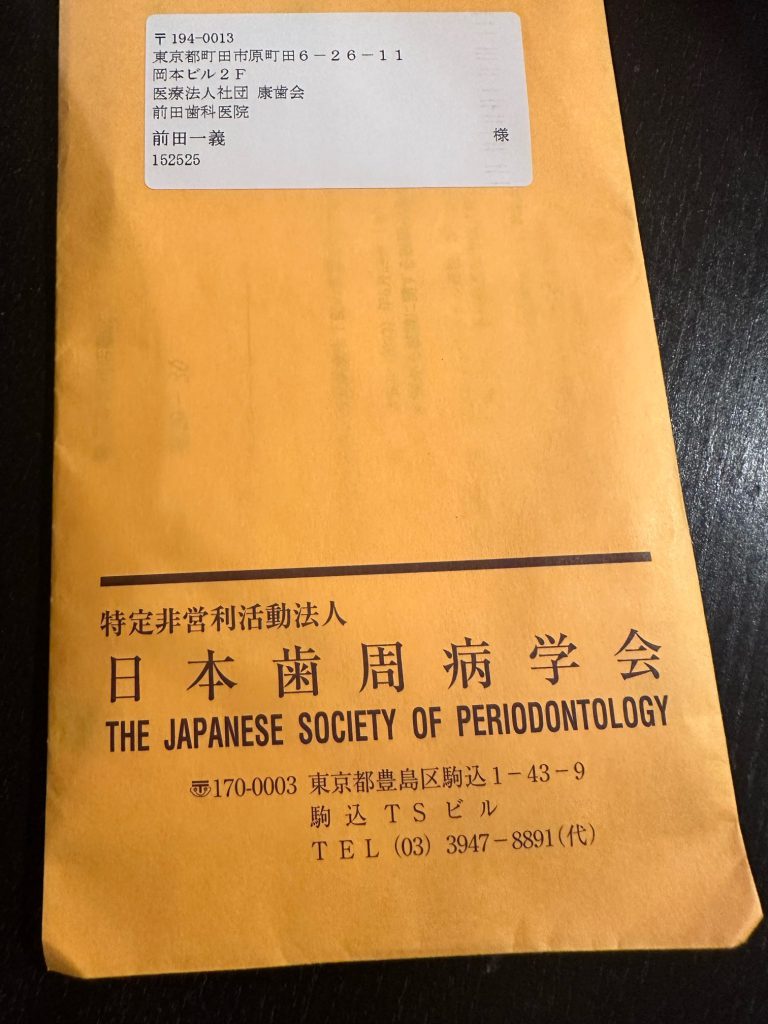 〒194-0013
東京都町田市原町田６－２６－１１
岡本ビル２Ｆ
医療法人社団 康歯会
前田歯科医院
前田一義 様
152525
特定非営利活動法人
日本歯周病学会
THE JAPANESE SOCIETY OF PERIODONTOLOGY
〠170-0003 東京都豊島区駒込1－43－9
駒込ＴＳビル
ＴＥＬ (03) 3947－8891(代)